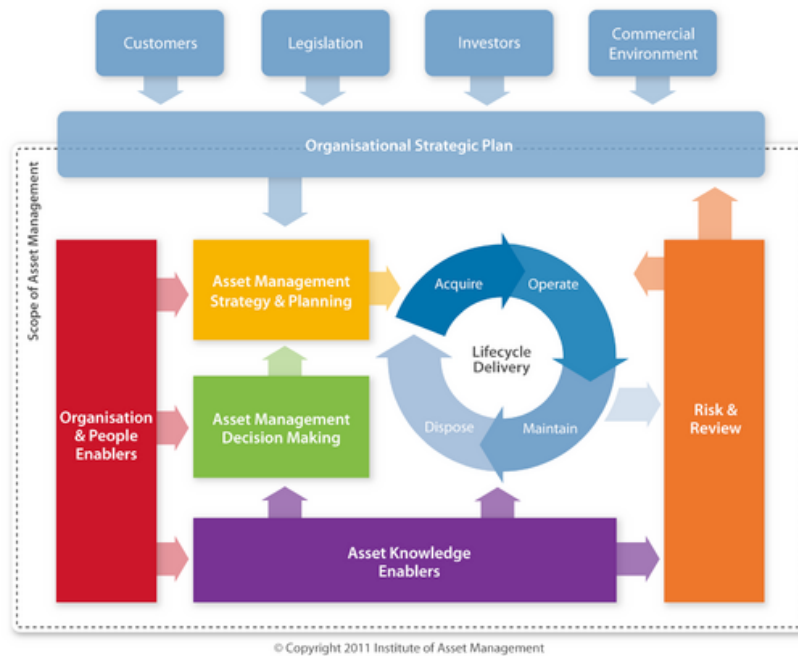 Customers
Legislation
Investors
Commercial
Environment
Organisational Strategic Plan
Scope of Asset Management
Asset Management
Strategy & Planning
Acquire
Operate
Lifecycle
Delivery
Organisation
& People
Enablers
Asset Management
Decision Making
Dispose
Maintain
Risk &
Review
Asset Knowledge
Enablers
© Copyright 2011 Institute of Asset Management